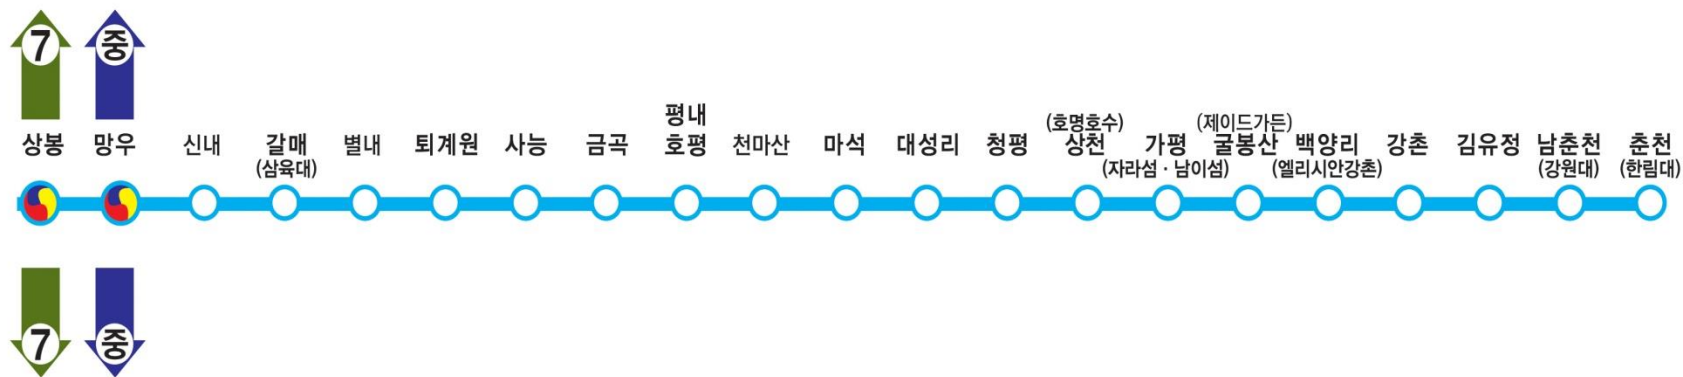 7 중
상봉
망우
신내
갈매
(삼육대)
별내
퇴계원
사능
금곡
평내
호평
천마산
마석
대성리
청평
(호명호수)
상천
가평
(자라섬 · 남이섬)
(제이드가든)
굴봉산
백양리
(엘리시안강촌)
강촌
김유정
남춘천
(강원대)
춘천
(한림대)
7 중